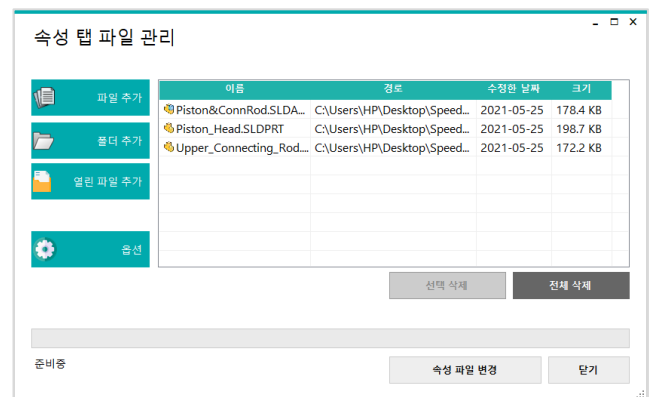 속성 탭 파일 관리
파일 추가
폴더 추가
열린 파일 추가
옵션
이름 경로 수정한 날짜 크기
Piston&ConnRod.SLDA... C:\Users\HP\Desktop\Speed... 2021-05-25 178.4 KB
Piston_Head.SLDPRT C:\Users\HP\Desktop\Speed... 2021-05-25 198.7 KB
Upper_Connecting_Rod.... C:\Users\HP\Desktop\Speed... 2021-05-25 172.2 KB
선택 삭제 전체 삭제
준비중
속성 파일 변경 닫기